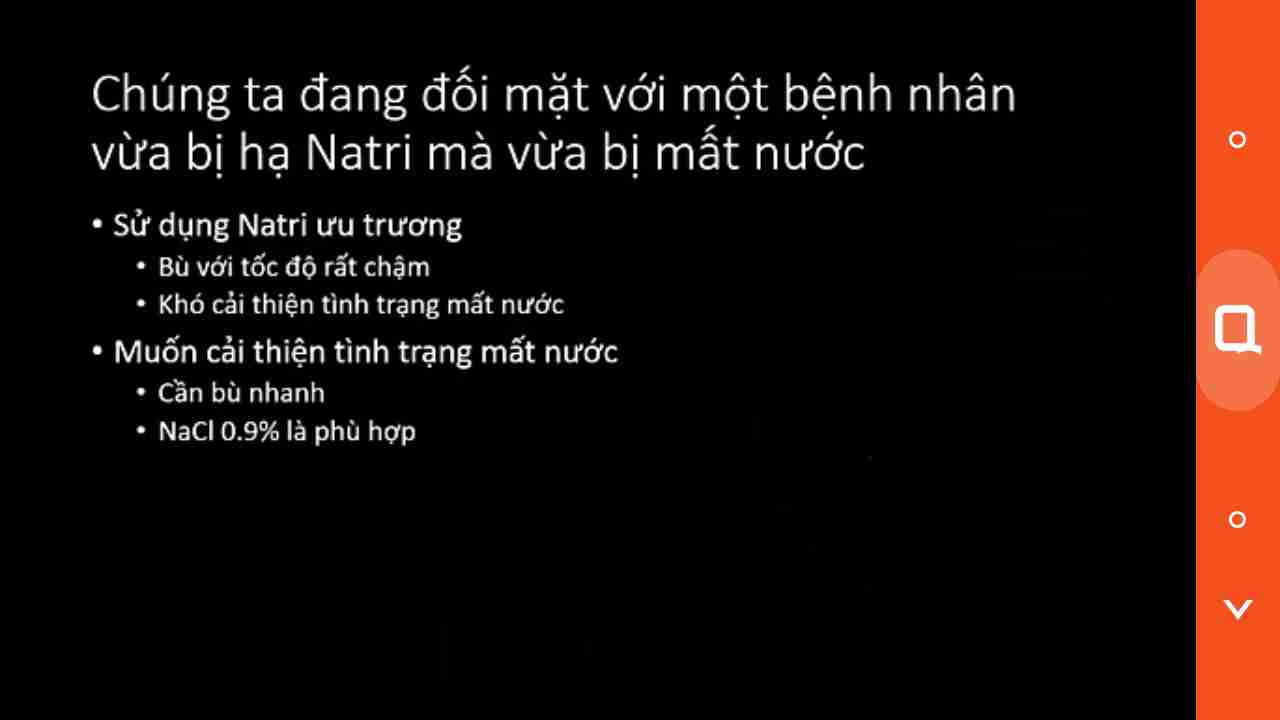 Chúng ta đang đối mặt với một bệnh nhân
vừa bị hạ Natri mà vừa bị mất nước
• Sử dụng Natri ưu trương
• Bù với tốc độ rất chậm
• Khó cải thiện tình trạng mất nước
• Muốn cải thiện tình trạng mất nước
• Cần bù nhanh
• NaCl 0.9% là phù hợp